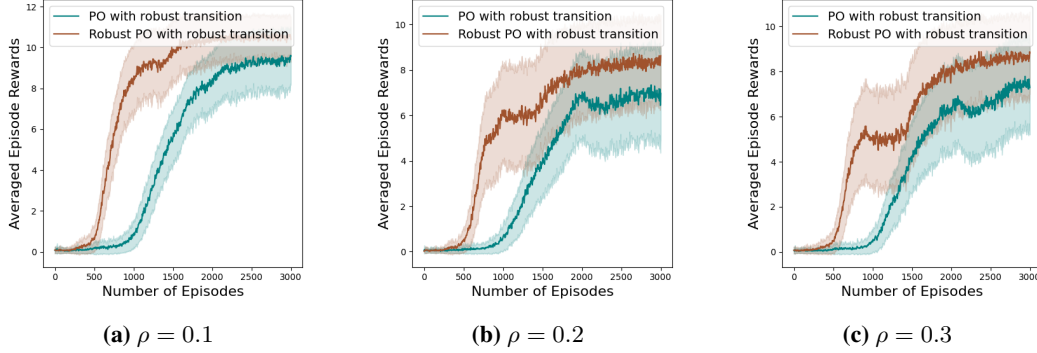 PO with robust transition
Robust PO with robust transition
Averaged Episode Rewards
12
10
8
6
4
2
0
0 500 1000 1500 2000 2500 3000
Number of Episodes
(a) ρ = 0.1
PO with robust transition
Robust PO with robust transition
Averaged Episode Rewards
10
8
6
4
2
0
0 500 1000 1500 2000 2500 3000
Number of Episodes
(b) ρ = 0.2
PO with robust transition
Robust PO with robust transition
Averaged Episode Rewards
10
8
6
4
2
0
0 500 1000 1500 2000 2500 3000
Number of Episodes
(c) ρ = 0.3